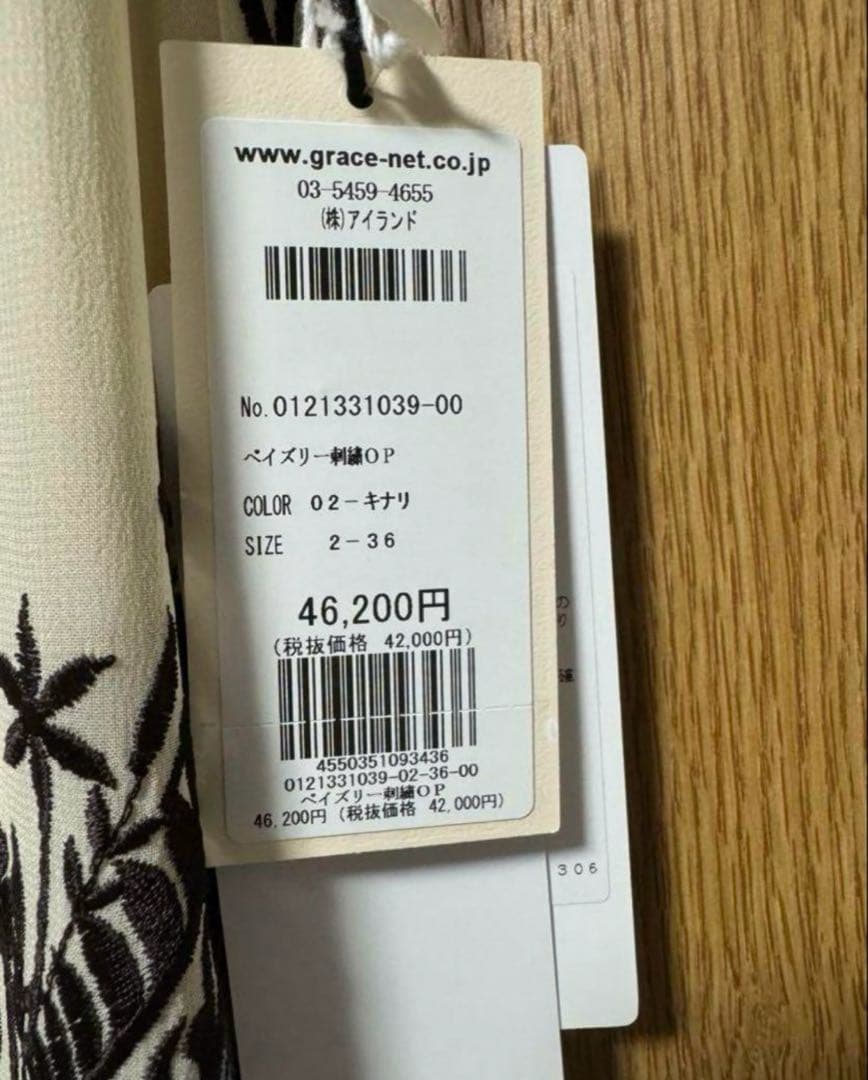 www.grace-net.co.jp
03-5459-4655
(株)アイランド
No.0121331039-00
ペイズリー刺繍OP
COLOR 02-キナリ
SIZE 2-36
46,200円
(税抜価格 42,000円)
4550351093436
0121331039-02-36-00
ペイズリー刺繍OP
46,200円 (税抜価格 42,000円)
の
306